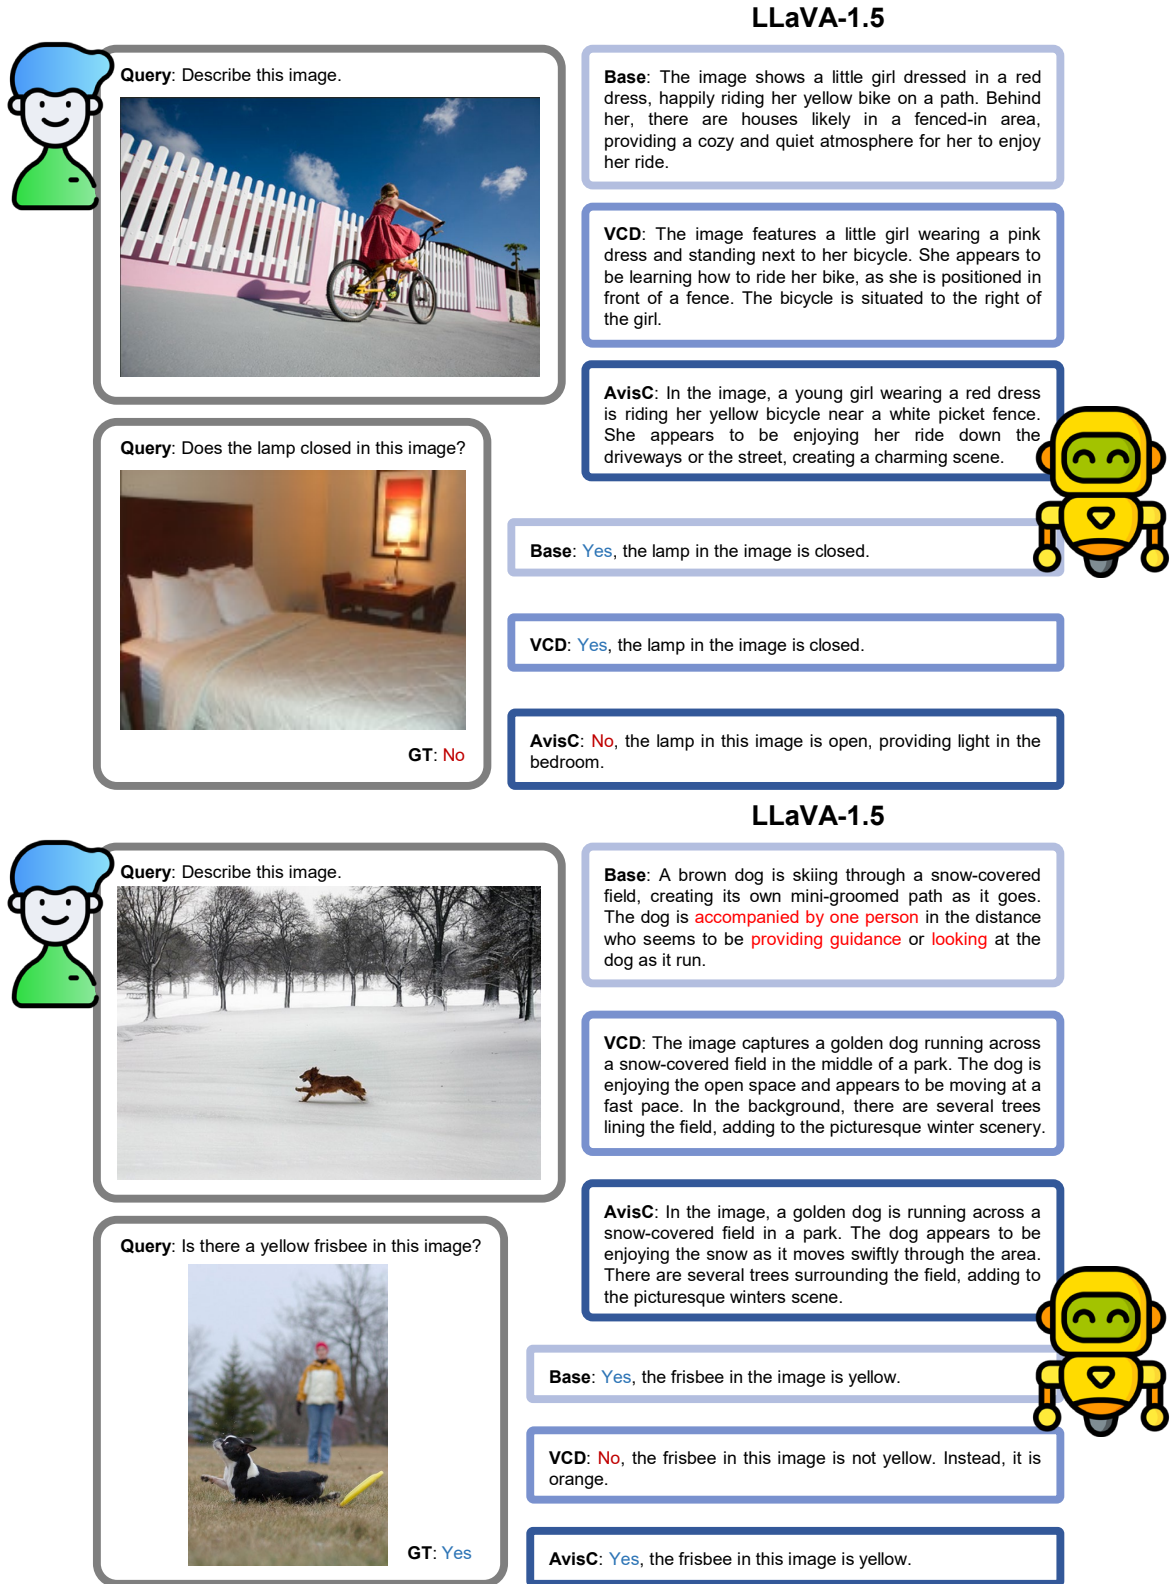 LLaVA-1.5
Query: Describe this image.
Base: The image shows a little girl dressed in a red
dress, happily riding her yellow bike on a path. Behind
her, there are houses likely in a fenced-in area,
providing a cozy and quiet atmosphere for her to enjoy
her ride.
VCD: The image features a little girl wearing a pink
dress and standing next to her bicycle. She appears to
be learning how to ride her bike, as she is positioned in
front of a fence. The bicycle is situated to the right of
the girl.
AvisC: In the image, a young girl wearing a red dress
is riding her yellow bicycle near a white picket fence.
She appears to be enjoying her ride down the
driveways or the street, creating a charming scene.
Query: Does the lamp closed in this image?
GT: No
Base: Yes, the lamp in the image is closed.
VCD: Yes, the lamp in the image is closed.
AvisC: No, the lamp in this image is open, providing light in the
bedroom.
LLaVA-1.5
Query: Describe this image.
Base: A brown dog is skiing through a snow-covered
field, creating its own mini-groomed path as it goes.
The dog is accompanied by one person in the distance
who seems to be providing guidance or looking at the
dog as it run.
VCD: The image captures a golden dog running across
a snow-covered field in the middle of a park. The dog is
enjoying the open space and appears to be moving at a
fast pace. In the background, there are several trees
lining the field, adding to the picturesque winter scenery.
AvisC: In the image, a golden dog is running across a
snow-covered field in a park. The dog appears to be
enjoying the snow as it moves swiftly through the area.
There are several trees surrounding the field, adding to
the picturesque winters scene.
Query: Is there a yellow frisbee in this image?
GT: Yes
Base: Yes, the frisbee in the image is yellow.
VCD: No, the frisbee in this image is not yellow. Instead, it is
orange.
AvisC: Yes, the frisbee in this image is yellow.